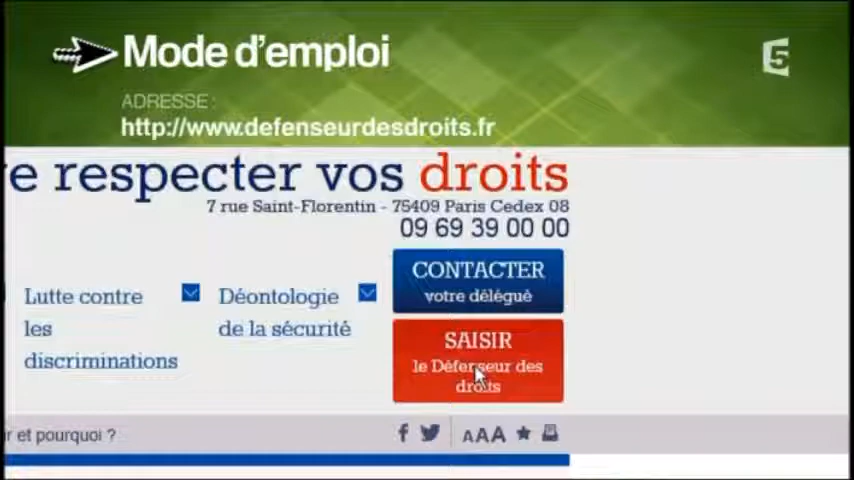 Mode d'emploi
5
ADRESSE :
http://www.defenseurdesdroits.fr
e respecter vos droits
7 rue Saint-Florentin - 75409 Paris Cedex 08
09 69 39 00 00
CONTACTER
votre délégué
Lutte contre
les
discriminations
Déontologie
de la sécurité
SAISIR
le Défenseur des
droits
ir et pourquoi ?
AAA